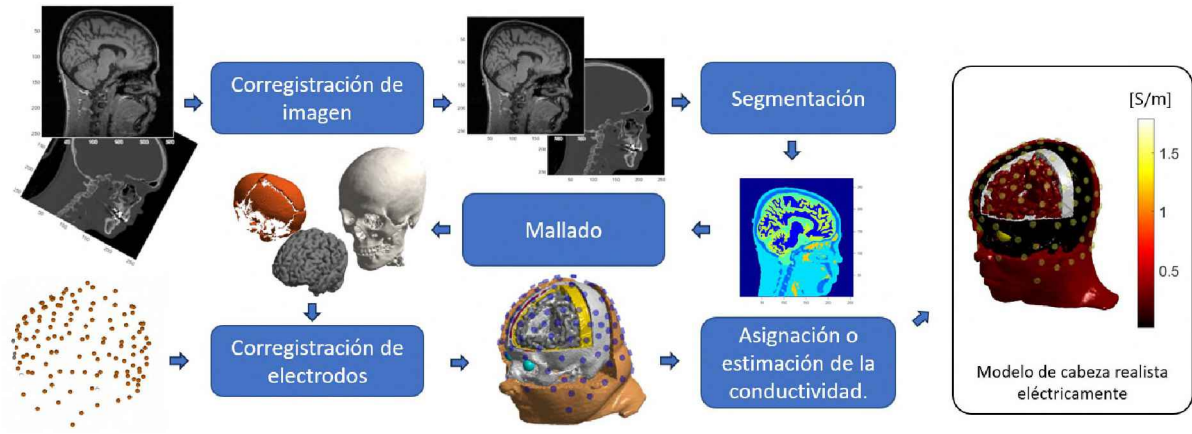 Corregistración de
imagen
Segmentación
Mallado
Corregistración de
electrodos
Asignación o
estimación de la
conductividad.
[S/m]
1.5
1
0.5
Modelo de cabeza realista
eléctricamente